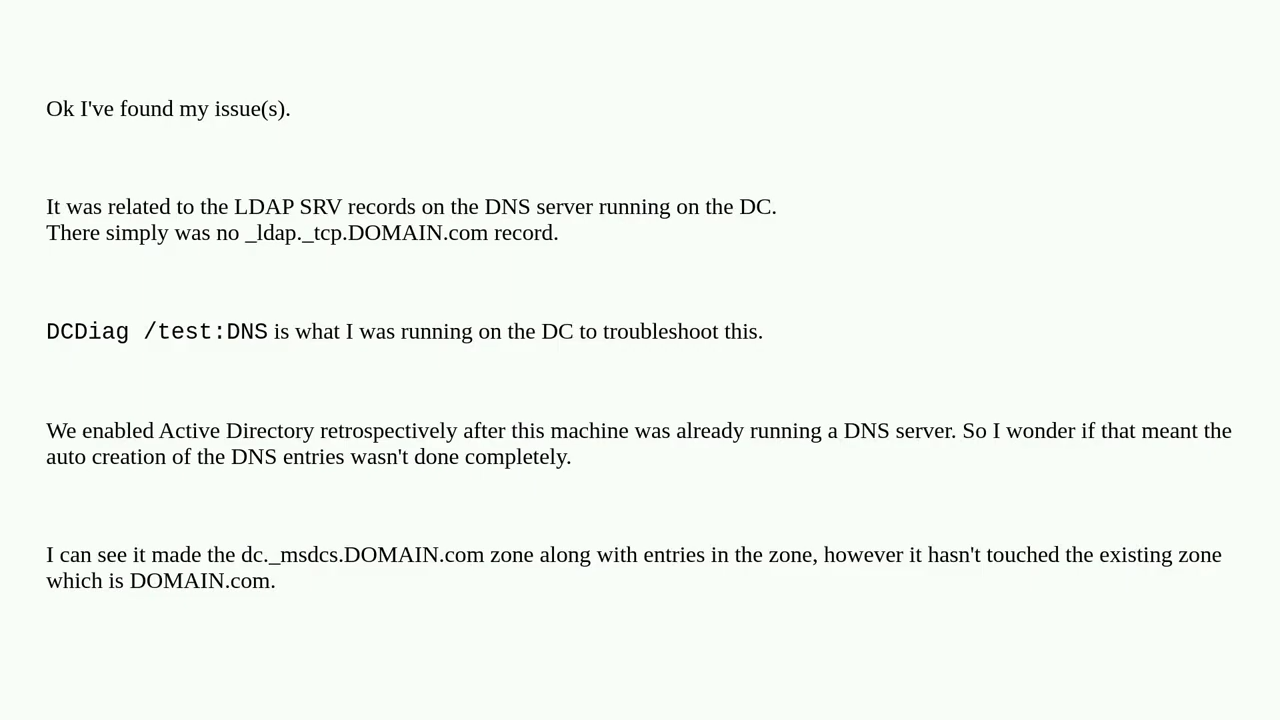 Ok I've found my issue(s).
It was related to the LDAP SRV records on the DNS server running on the DC.
There simply was no _ldap._tcp.DOMAIN.com record.
DCDiag /test:DNS is what I was running on the DC to troubleshoot this.
We enabled Active Directory retrospectively after this machine was already running a DNS server. So I wonder if that meant the
auto creation of the DNS entries wasn't done completely.
I can see it made the dc._msdcs.DOMAIN.com zone along with entries in the zone, however it hasn't touched the existing zone
which is DOMAIN.com.